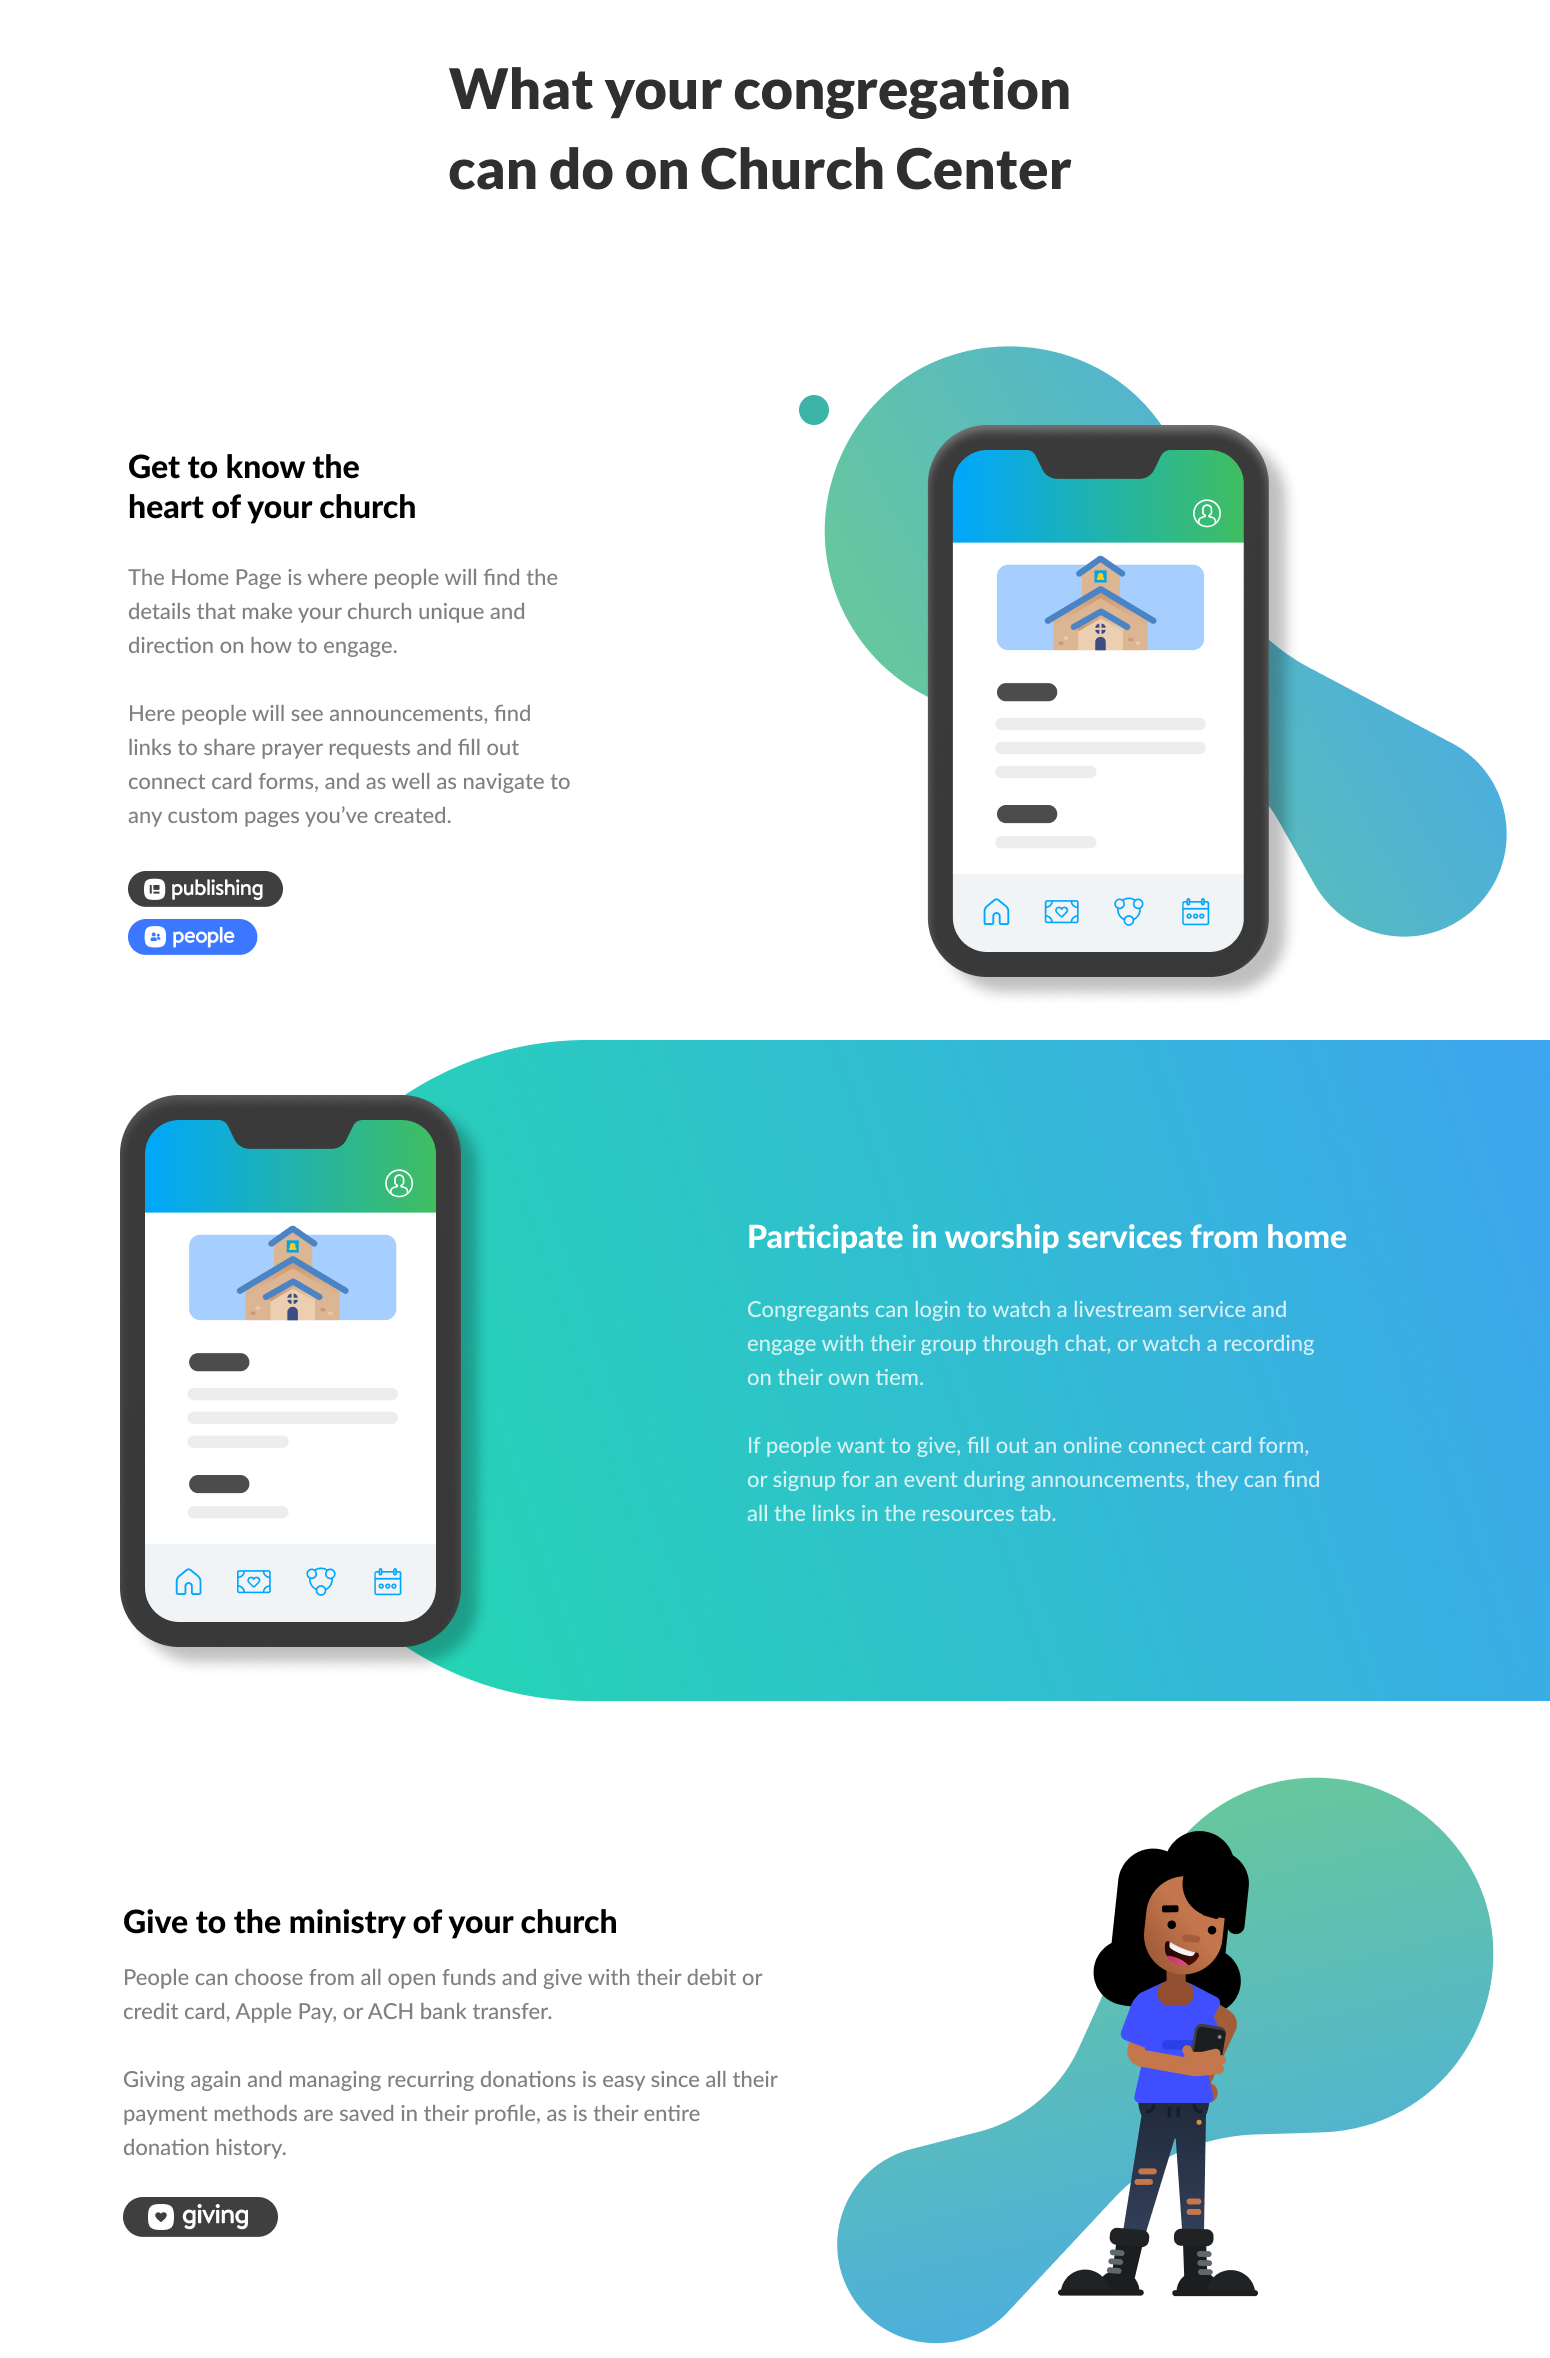 What your congregation
can do on Church Center
Get to know the
heart of your church
The Home Page is where people will find the
details that make your church unique and
direction on how to engage.
Here people will see announcements, find
links to share prayer requests and fill out
connect card forms, and as well as navigate to
any custom pages you’ve created.
publishing
people
Participate in worship services from home
Congregants can login to watch a livestream service and
engage with their group through chat, or watch a recording
on their own tiem.
If people want to give, fill out an online connect card form,
or signup for an event during announcements, they can find
all the links in the resources tab.
Give to the ministry of your church
People can choose from all open funds and give with their debit or
credit card, Apple Pay, or ACH bank transfer.
Giving again and managing recurring donations is easy since all their
payment methods are saved in their profile, as is their entire
donation history.
giving